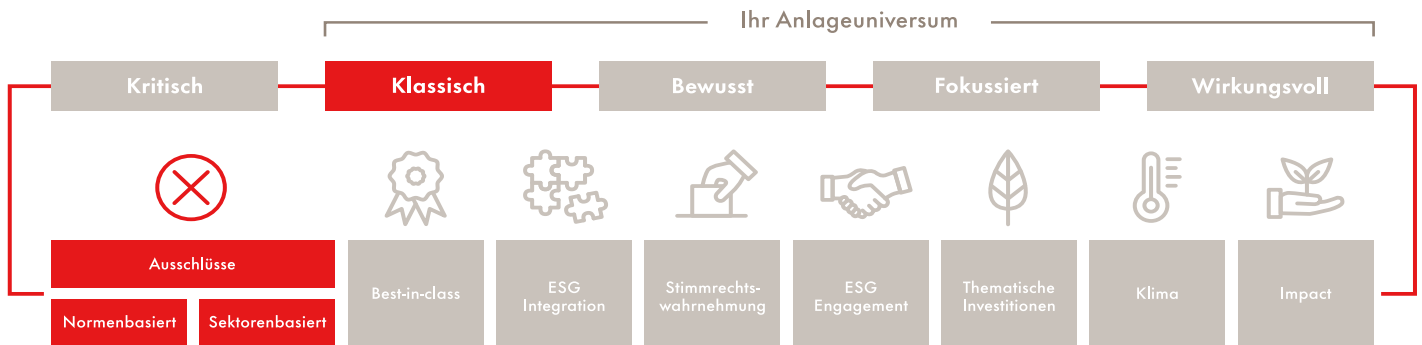 Ihr Anlageuniversum
Kritisch
Klassisch
Bewusst
Fokussiert
Wirkungsvoll
Ausschlüsse
Normenbasiert
Sektorenbasiert
Best-in-class
ESG
Integration
Stimmrechts-
wahrnehmung
ESG
Engagement
Thematische
Investitionen
Klima
Impact